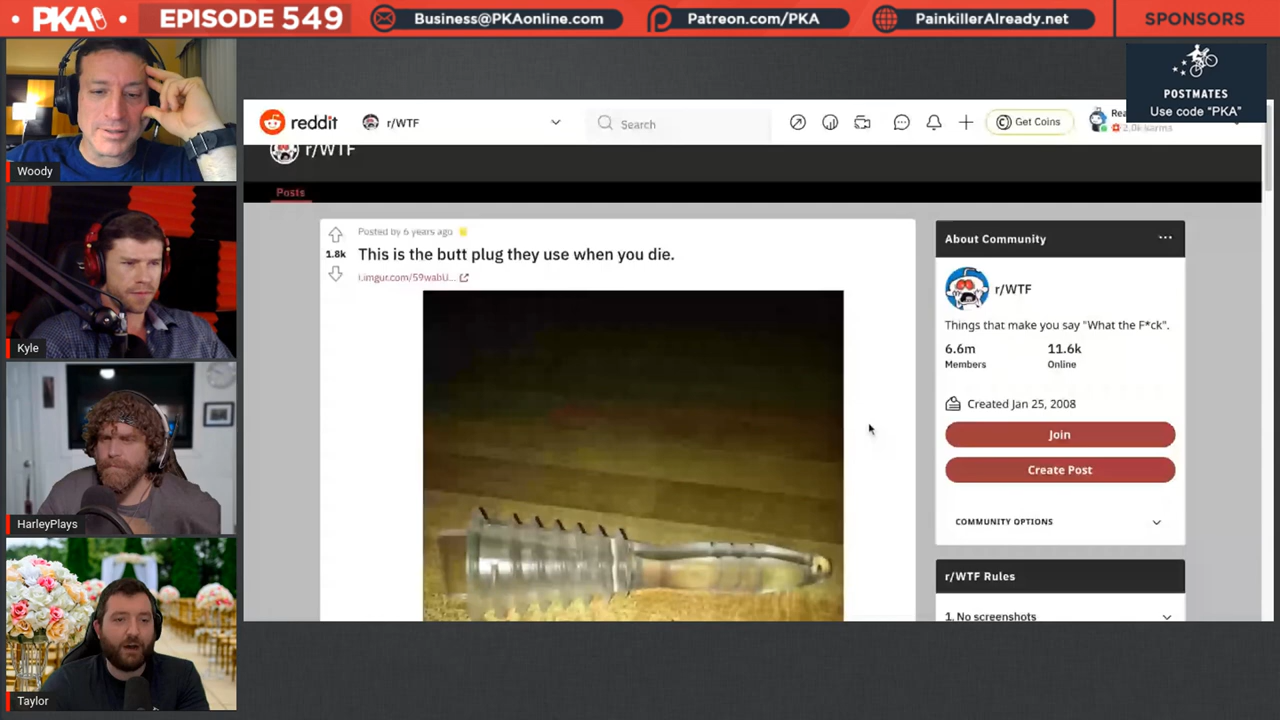 PKA
EPISODE 549
Business@PKAonline.com
Patreon.com/PKA
PainkillerAlready.net
SPONSORS
POSTMATES
Use code "PKA"
Woody
Kyle
HarleyPlays
Taylor
reddit
r/WTF
Search
Get Coins
Rea
2.0k karma
r/WTF
Posts
Posted by 6 years ago
1.8k
This is the butt plug they use when you die.
i.imgur.com/59wabU...
About Community
r/WTF
Things that make you say "What the F*ck".
6.6m
11.6k
Members
Online
Created Jan 25, 2008
Join
Create Post
COMMUNITY OPTIONS
r/WTF Rules
1. No screenshots